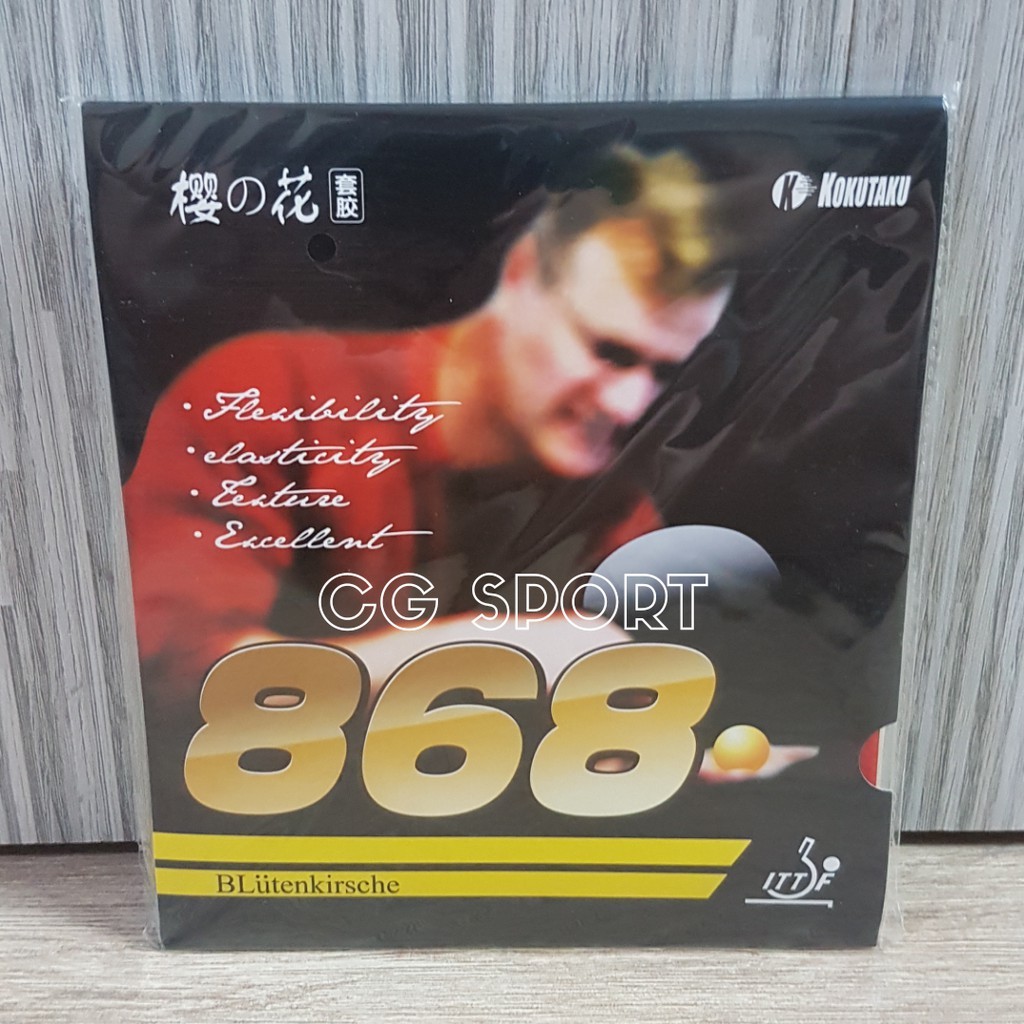 櫻の花 套胶
KOKUTAKU
· Flexibility
· elasticity
· Texture
· Excellent
CG SPORT
868
BLütenkirsche
ITTF